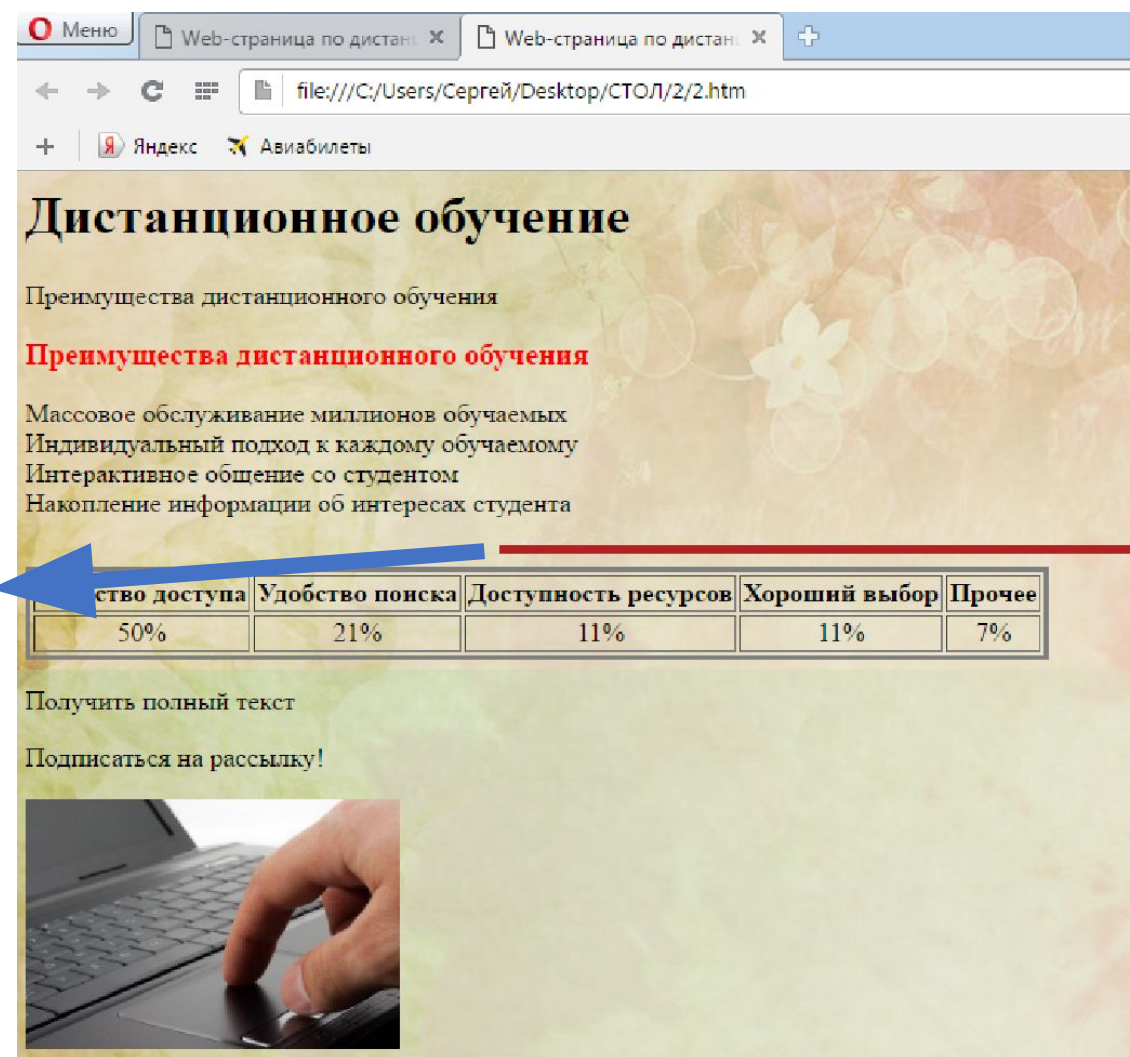 Меню
Web-страница по дистан
Web-страница по дистан
file:///C:/Users/Сергей/Desktop/СТОЛ/2/2.htm
Яндекс Авиабилеты
Дистанционное обучение
Преимущества дистанционного обучения
Преимущества дистанционного обучения
Массовое обслуживание миллионов обучаемых
Индивидуальный подход к каждому обучаемому
Интерактивное общение со студентом
Накопление информации об интересах студента
ство доступа Удобство поиска Доступность ресурсов Хороший выбор Прочее
50% 21% 11% 11% 7%
Получить полный текст
Подписаться на рассылку!